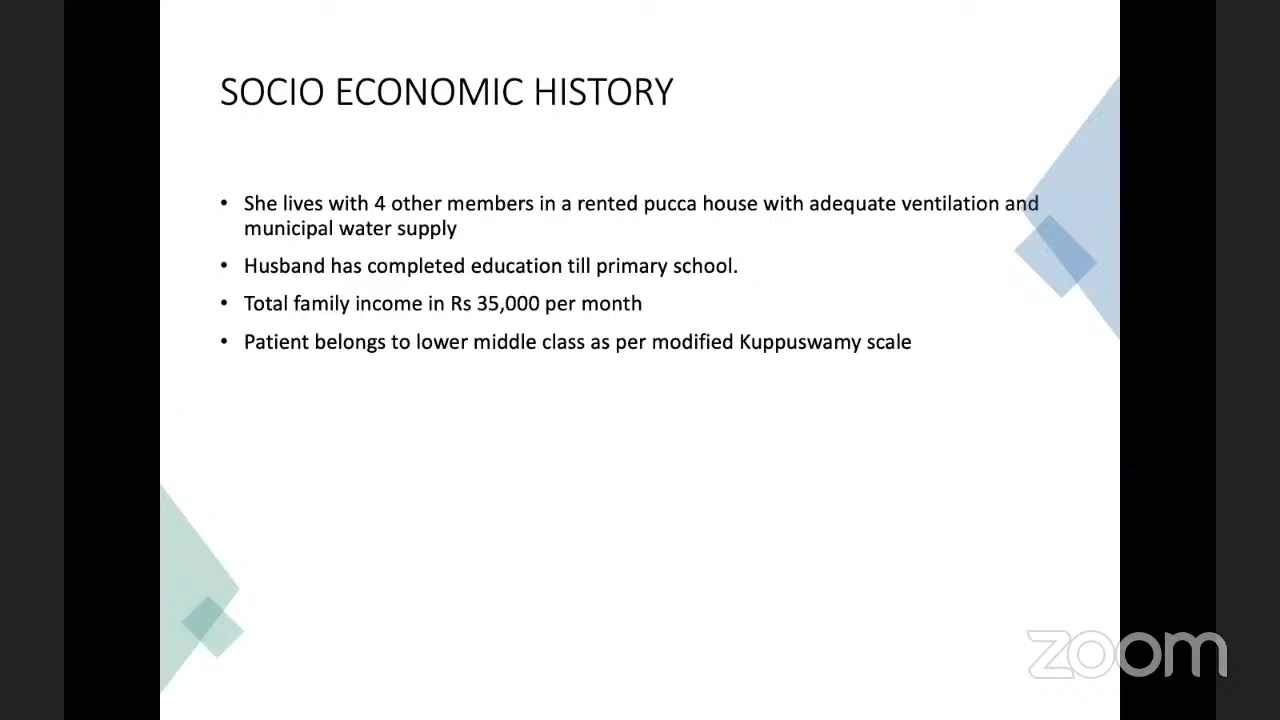 SOCIO ECONOMIC HISTORY
• She lives with 4 other members in a rented pucca house with adequate ventilation and
municipal water supply
• Husband has completed education till primary school.
• Total family income in Rs 35,000 per month
• Patient belongs to lower middle class as per modified Kuppuswamy scale
zoom